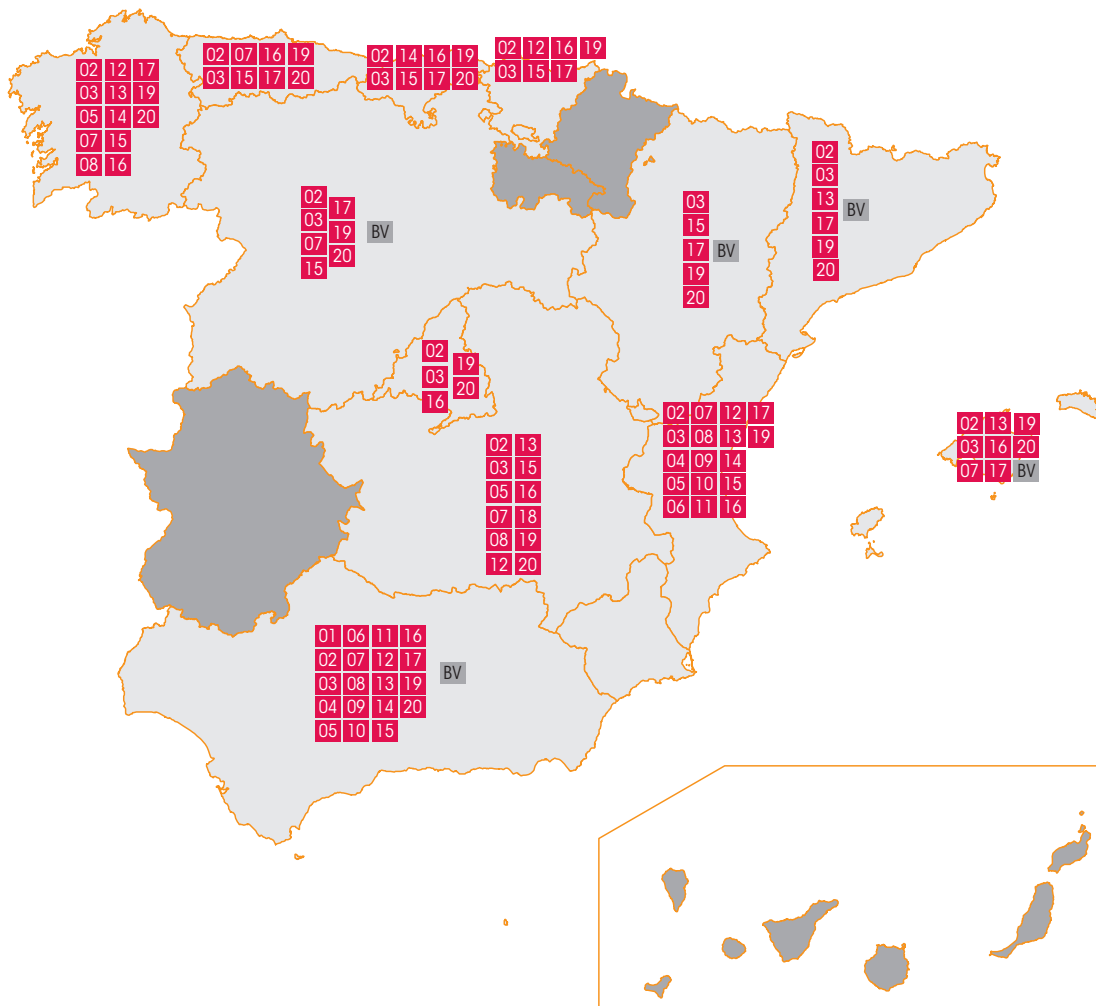 02 12 17
03 13 19
05 14 20
07 15
08 16
02 07 16 19
03 15 17 20
02 14 16 19
03 15 17 20
02 12 16 19
03 15 17
02
03
07
15
17
19
20
BV
03
15
17 BV
19
20
02
03
13
17
19
20
BV
02
03
16
19
20
02 13
03 15
05 16
07 18
08 19
12 20
02 07 12 17
03 08 13 19
04 09 14
05 10 15
06 11 16
02 13 19
03 16 20
07 17 BV
01 06 11 16
02 07 12 17
03 08 13 19
04 09 14 20
05 10 15
BV